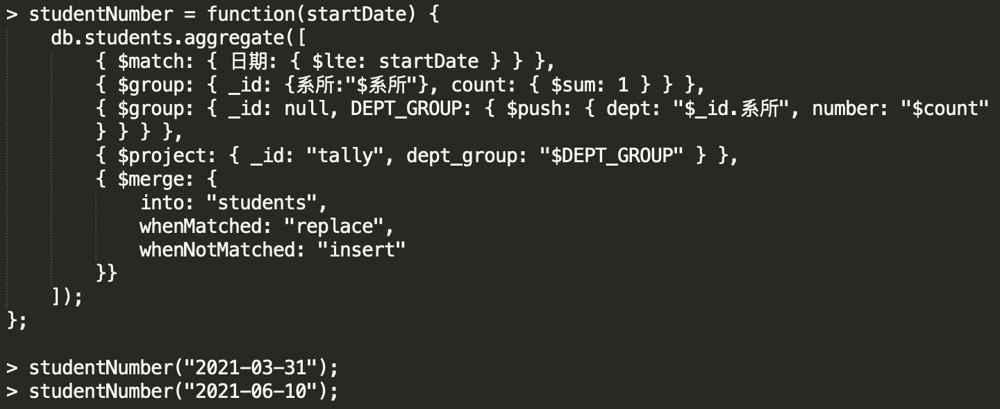 > studentNumber = function(startDate) {
db.students.aggregate([
{ $match: { 日期: { $lte: startDate } } },
{ $group: { _id: {系所:"$系所"}, count: { $sum: 1 } } },
{ $group: { _id: null, DEPT_GROUP: { $push: { dept: "$_id.系所", number: "$count"
} } } },
{ $project: { _id: "tally", dept_group: "$DEPT_GROUP" } },
{ $merge: {
into: "students",
whenMatched: "replace",
whenNotMatched: "insert"
}}
]);
};
> studentNumber("2021-03-31");
> studentNumber("2021-06-10");